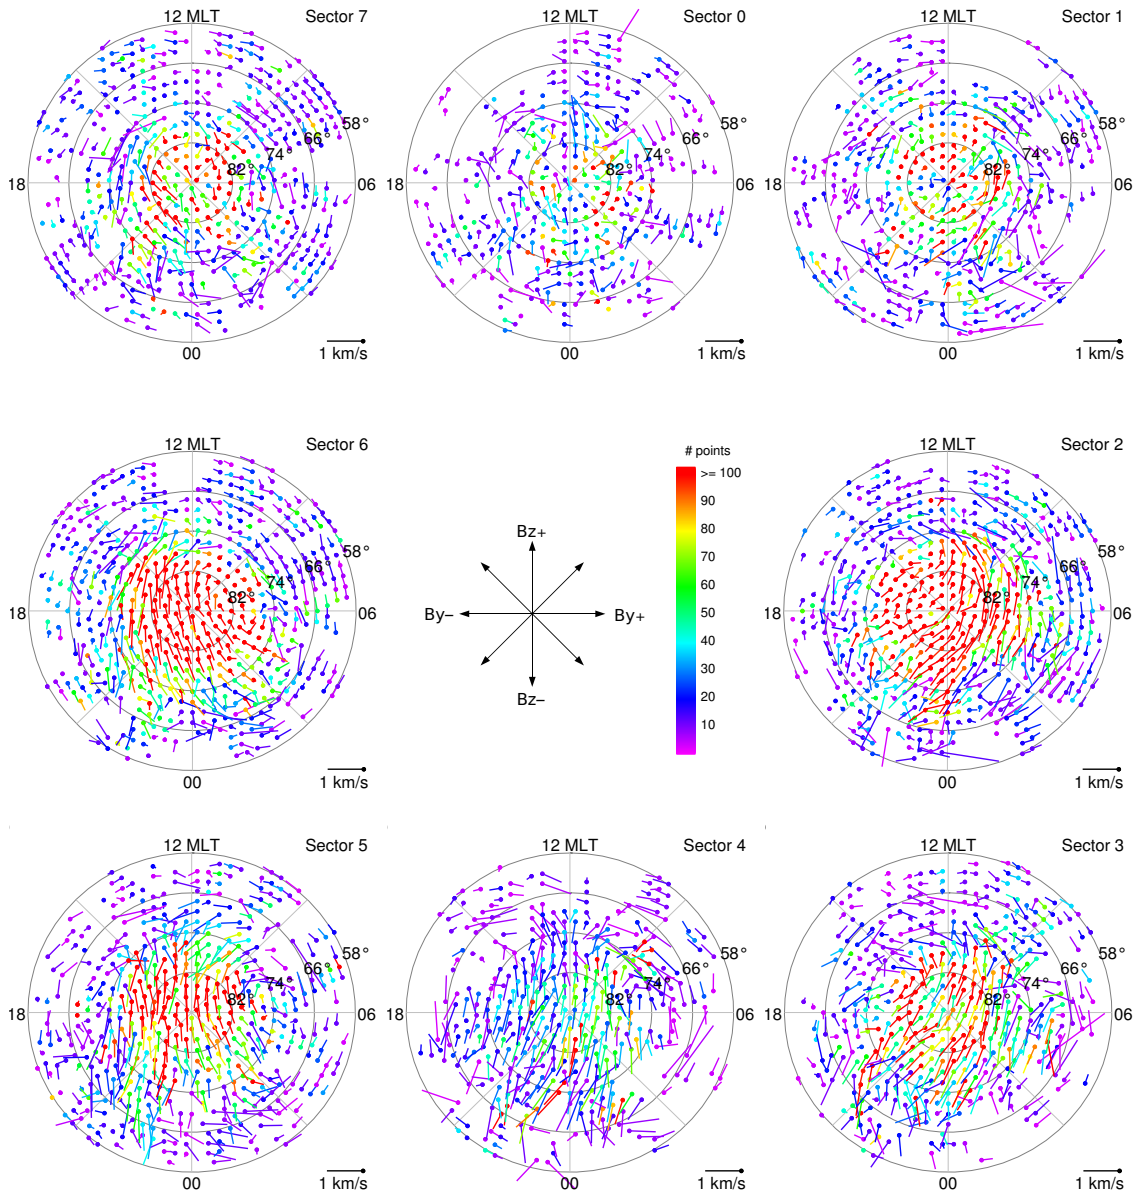 12 MLT Sector 7
58°
66°
74°
82°
18 06
00
1 km/s
12 MLT Sector 0
58°
66°
74°
82°
18 06
00
1 km/s
12 MLT Sector 1
58°
66°
74°
82°
18 06
00
1 km/s
12 MLT Sector 6
58°
66°
74°
82°
18 06
00
1 km/s
Bz+
By− By+
Bz−
# points
>= 100
90
80
70
60
50
40
30
20
10
12 MLT Sector 2
58°
66°
74°
82°
18 06
00
1 km/s
12 MLT Sector 5
58°
66°
74°
82°
18 06
00
1 km/s
12 MLT Sector 4
58°
66°
74°
82°
18 06
00
1 km/s
12 MLT Sector 3
58°
66°
74°
82°
18 06
00
1 km/s